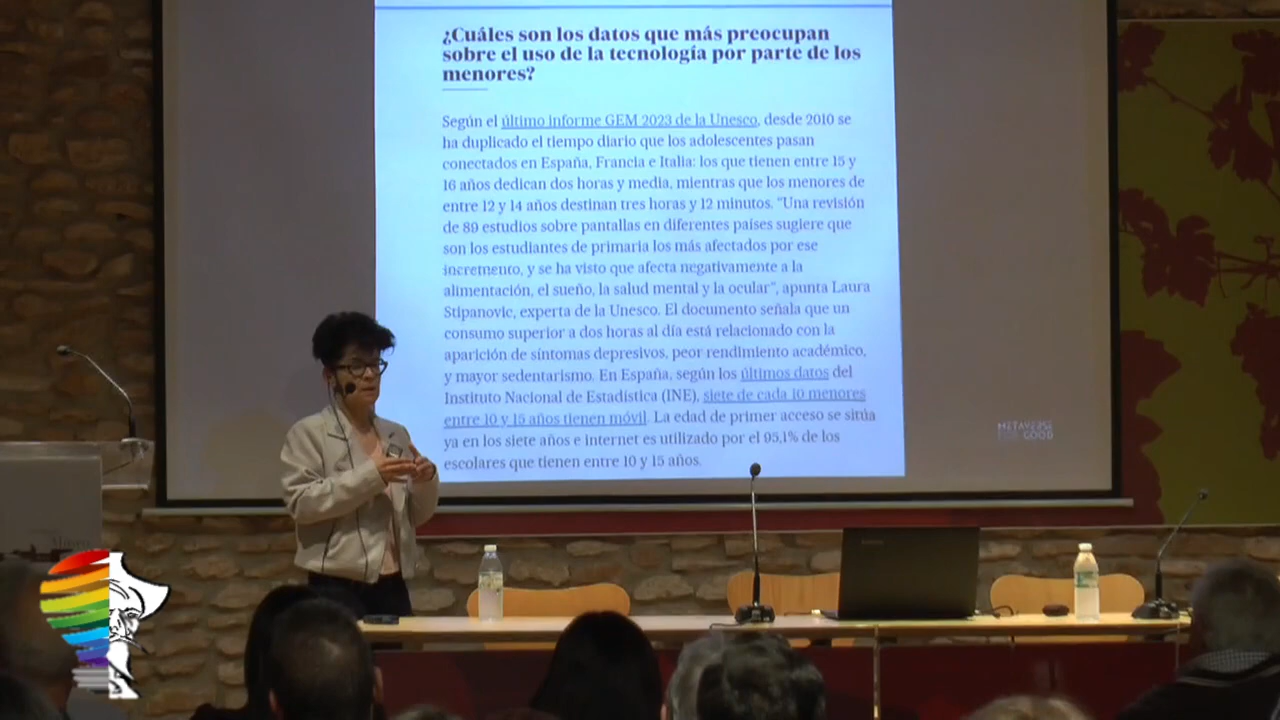 ¿Cuáles son los datos que más preocupan
sobre el uso de la tecnología por parte de los
menores?
Según el último informe GEM 2023 de la Unesco, desde 2010 se
ha duplicado el tiempo diario que los adolescentes pasan
conectados en España, Francia e Italia: los que tienen entre 15 y
16 años dedican dos horas y media, mientras que los menores de
entre 12 y 14 años destinan tres horas y 12 minutos. "Una revisión
de 89 estudios sobre pantallas en diferentes países sugiere que
son los estudiantes de primaria los más afectados por ese
incremento, y se ha visto que afecta negativamente a la
alimentación, el sueño, la salud mental y la ocular", apunta Laura
Stipanovic, experta de la Unesco. El documento señala que un
consumo superior a dos horas al día está relacionado con la
aparición de síntomas depresivos, peor rendimiento académico,
y mayor sedentarismo. En España, según los últimos datos del
Instituto Nacional de Estadística (INE), siete de cada 10 menores
entre 10 y 15 años tienen móvil. La edad de primer acceso se sitúa
ya en los siete años e internet es utilizado por el 95,1% de los
escolares que tienen entre 10 y 15 años.
METAVERSE
FOR GOOD